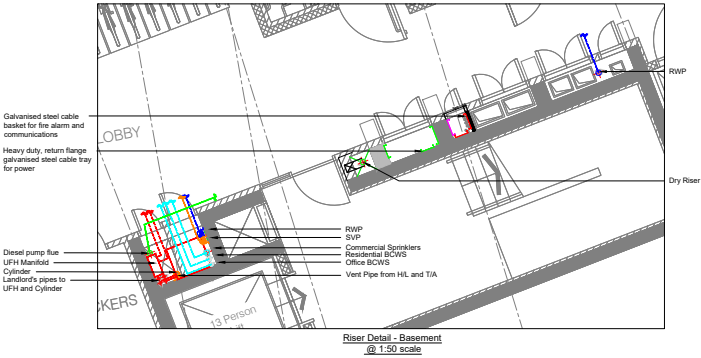 RWP
Galvanised steel cable
basket for fire alarm and
communications
LOBBY
Heavy duty, return flange
galvanised steel cable tray
for power
Dry Riser
RWP
SVP
Commercial Sprinklers
Residential BCWS
Office BCWS
Vent Pipe from H/L and T/A
Diesel pump flue
UFH Manifold
Cylinder
Landlord's pipes to
UFH and Cylinder
CKERS
13 Person
Riser Detail - Basement
@ 1:50 scale